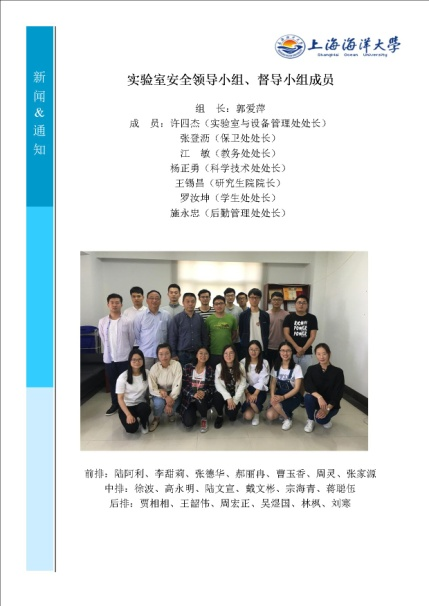 上海海洋大學
Shanghai Ocean University
新闻&通知
实验室安全领导小组、督导小组成员
组 长：郭爱萍
成 员：许四杰（实验室与设备管理处处长）
张登沥（保卫处处长）
江 敏（教务处处长）
杨正勇（科学技术处处长）
王锡昌（研究生院院长）
罗汝坤（学生处处长）
施永忠（后勤管理处处长）
前排：陆阿利、李甜莉、张德华、郝丽冉、曹玉香、周灵、张家源
中排：徐波、高永明、陆文宣、戴文彬、宗海青、蒋聪伍
后排：贾相相、王韶伟、周宏正、吴煜国、林枫、刘寒